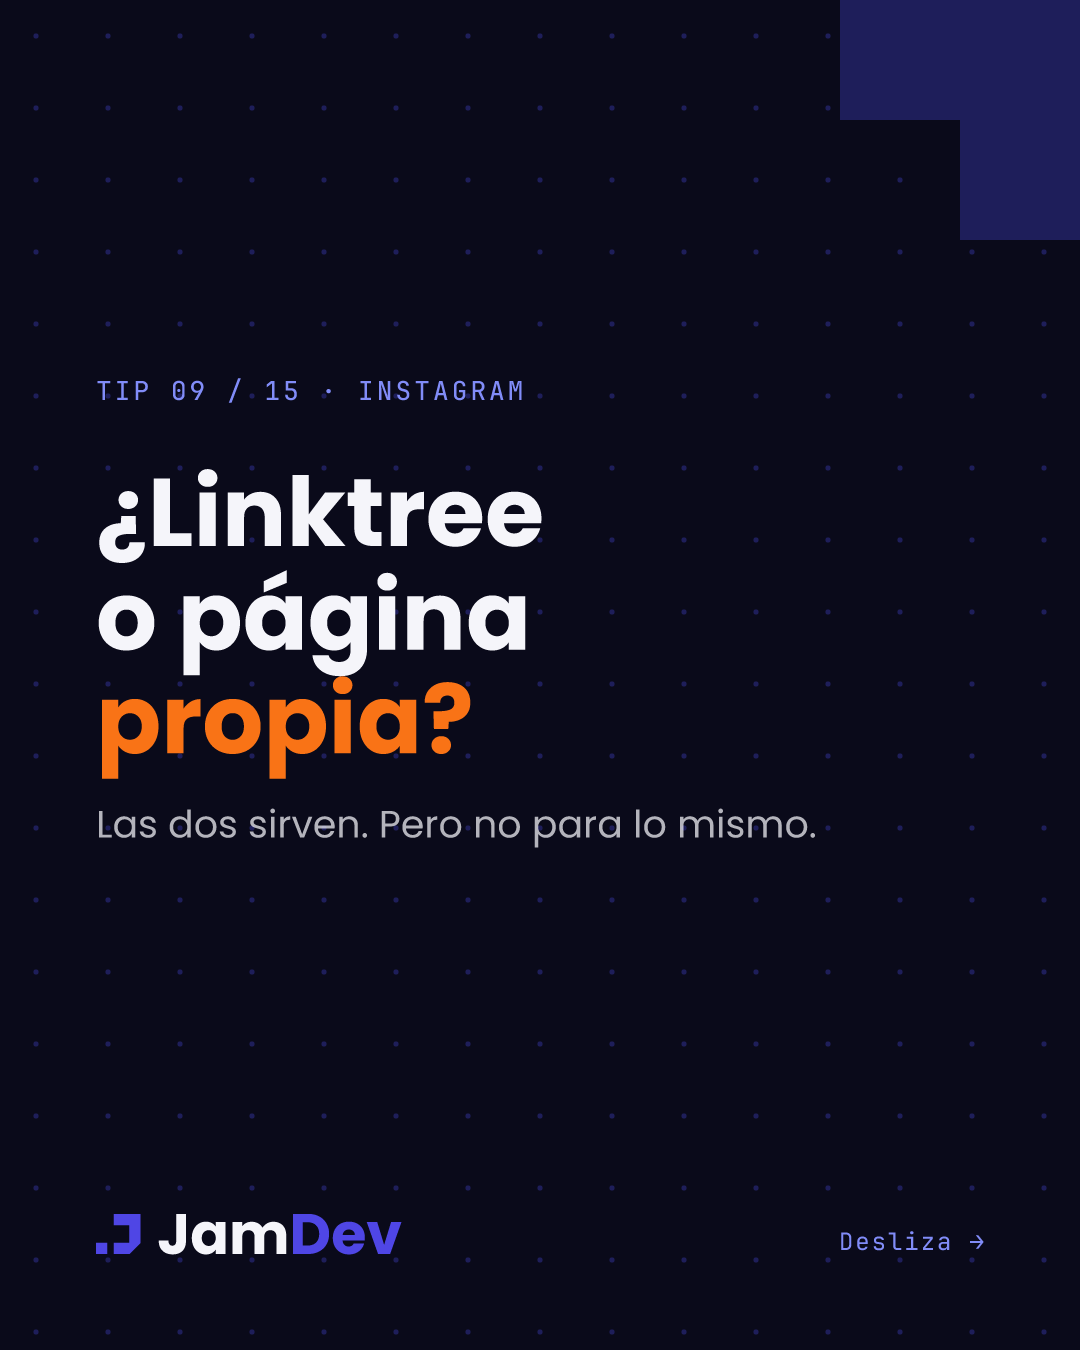 TIP 09 / 15 · INSTAGRAM
¿Linktree
o página
propia?
Las dos sirven. Pero no para lo mismo.
JamDev
Desliza →